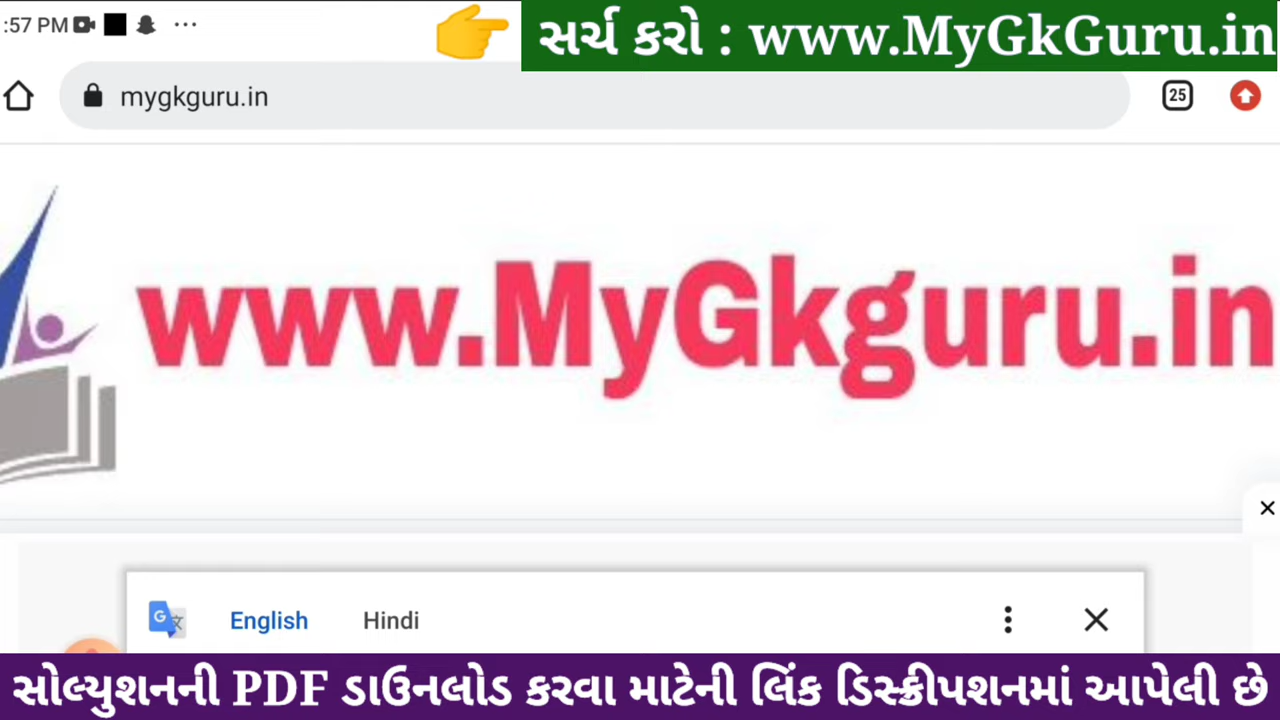 :57 PM
સર્ચ કરો : www.MyGkGuru.in
mygkguru.in
25
www.MyGkguru.in
English Hindi
સોલ્યુશનની PDF ડાઉનલોડ કરવા માટેની લિંક ડિસ્ક્રીપશનમાં આપેલી છે